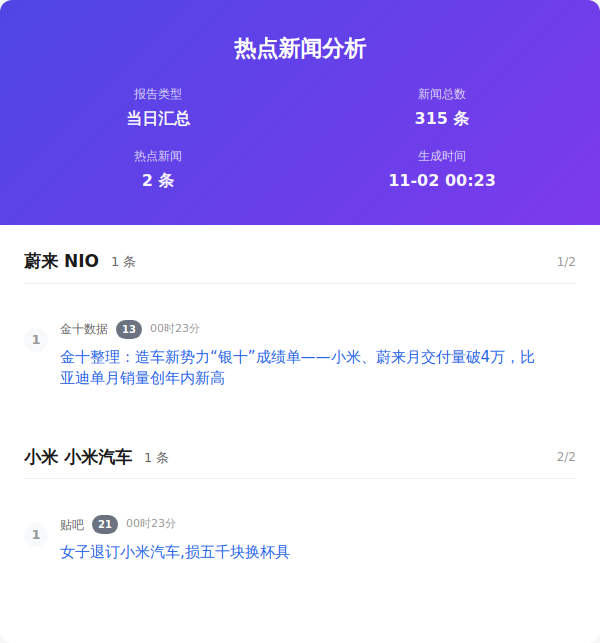 热点新闻分析
报告类型
当日汇总
新闻总数
315 条
热点新闻
2 条
生成时间
11-02 00:23
蔚来 NIO 1 条 1/2
1
金十数据 13 00时23分
金十整理：造车新势力“银十”成绩单——小米、蔚来月交付量破4万，比
亚迪单月销量创年内新高
小米 小米汽车 1 条 2/2
1
贴吧 21 00时23分
女子退订小米汽车,损五千块换杯具